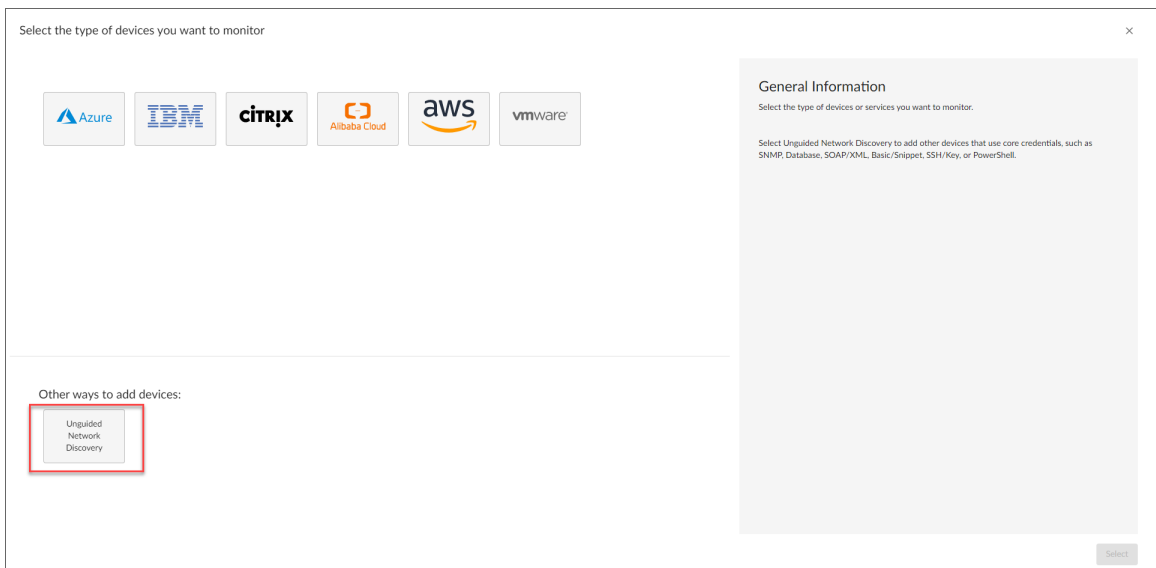 Select the type of devices you want to monitor
×
Azure
IBM
CİTRIX
Alibaba Cloud
aws
vmware
General Information
Select the type of devices or services you want to monitor.
Select Unguided Network Discovery to add other devices that use core credentials, such as
SNMP, Database, SOAP/XML, Basic/Snippet, SSH/Key, or PowerShell.
Other ways to add devices:
Unguided
Network
Discovery
Select